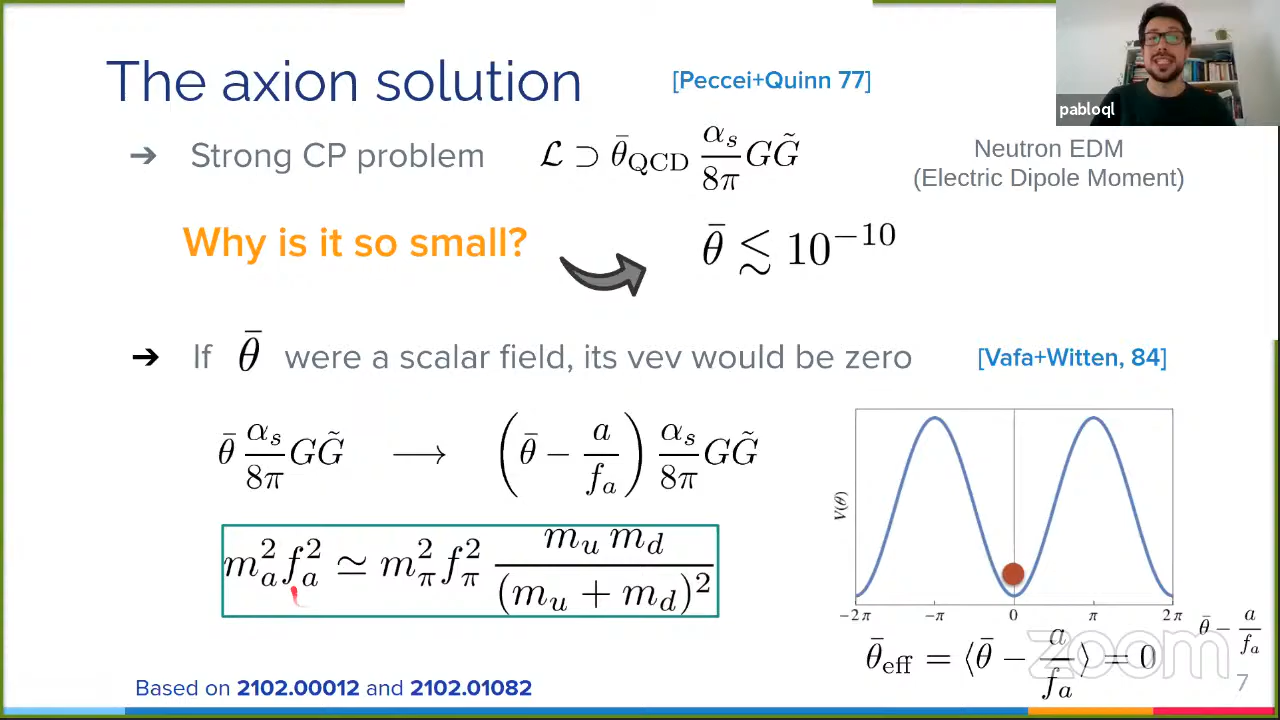 The axion solution
[Peccei+Quinn 77]
pabloql
➔ Strong CP problem
ℒ ⊃ θ̄_QCD α_s/8π GG̃
Neutron EDM
(Electric Dipole Moment)
Why is it so small?
θ̄ ≲ 10⁻¹⁰
➔ If θ̄ were a scalar field, its vev would be zero
[Vafa+Witten, 84]
θ̄ α_s/8π GG̃ ⟶ (θ̄ − a/f_a) α_s/8π GG̃
m_a² f_a² ≃ m_π² f_π² m_u m_d/(m_u + m_d)²
V(θ)
−2π −π 0 π 2π
θ̄ − a/f_a
θ̄_eff = ⟨θ̄ − a/f_a⟩ = 0
zoom
Based on 2102.00012 and 2102.01082
7